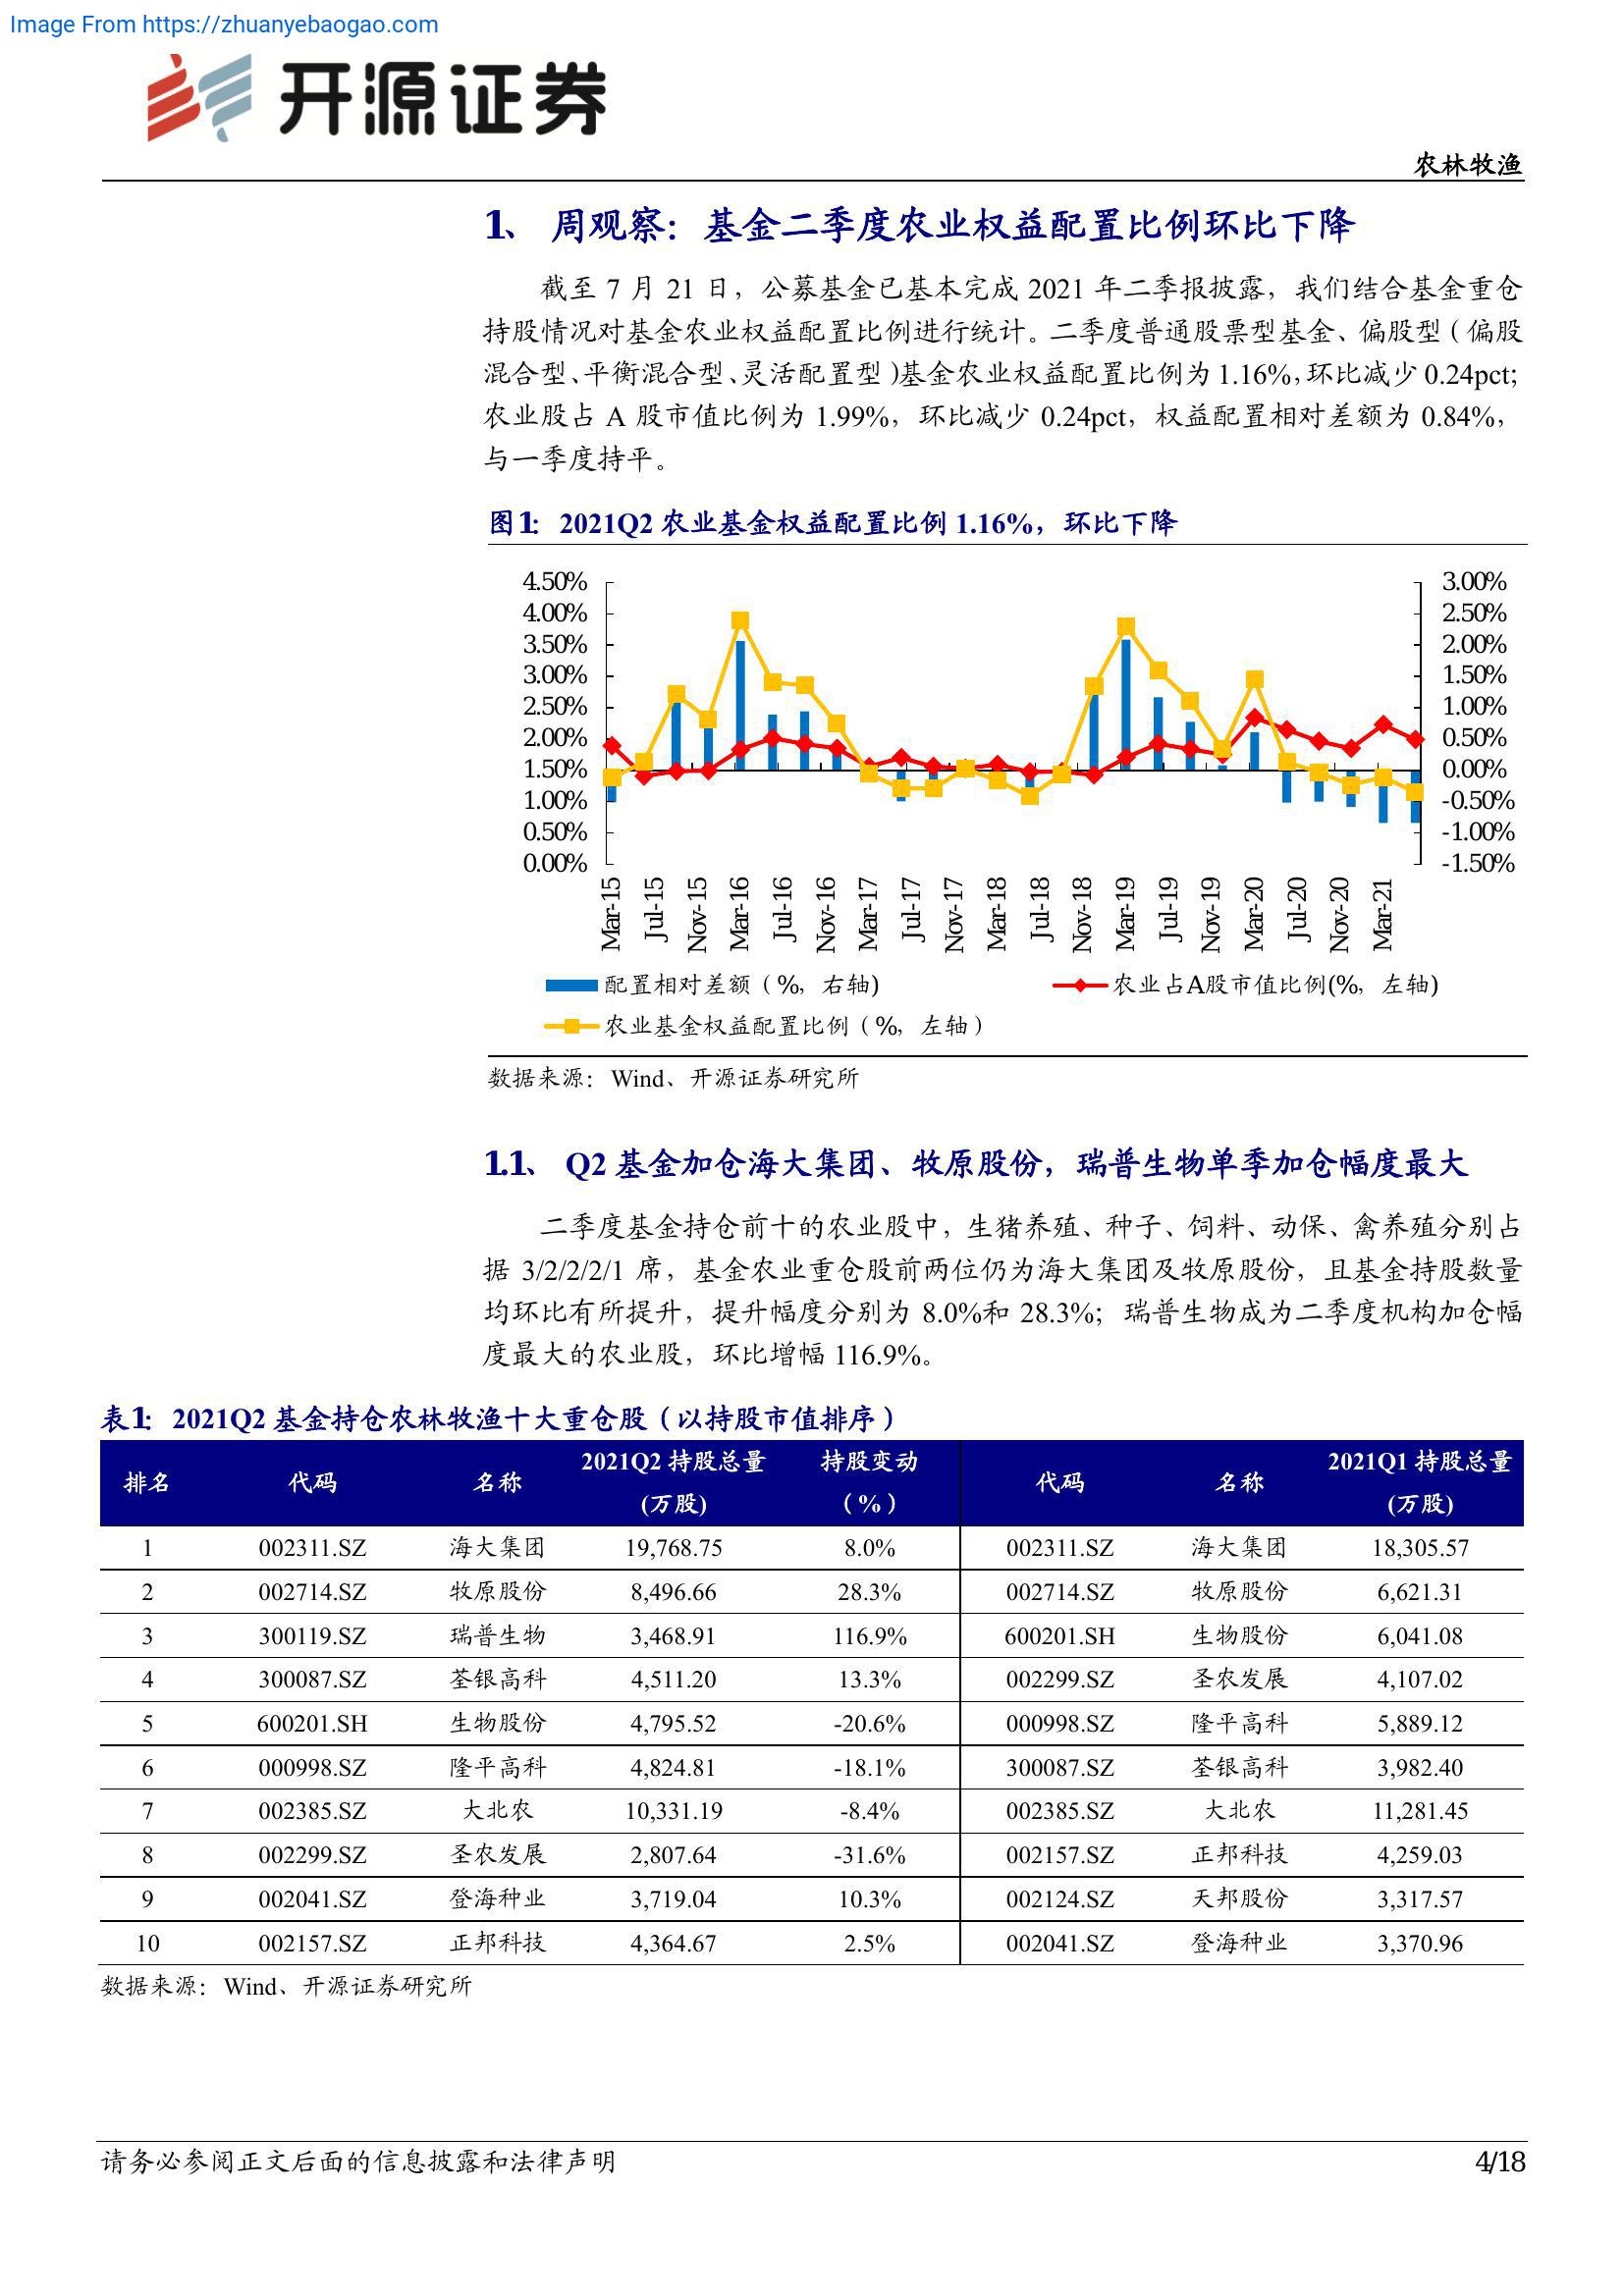 Image From https://zhuanyebaogao.com
开源证券
农林牧渔
1、 周观察：基金二季度农业权益配置比例环比下降
截至 7 月 21 日，公募基金已基本完成 2021 年二季报披露，我们结合基金重仓
持股情况对基金农业权益配置比例进行统计。二季度普通股票型基金、偏股型（偏股
混合型、平衡混合型、灵活配置型）基金农业权益配置比例为 1.16%，环比减少 0.24pct；
农业股占 A 股市值比例为 1.99%，环比减少 0.24pct，权益配置相对差额为 0.84%，
与一季度持平。
图1： 2021Q2 农业基金权益配置比例 1.16%，环比下降
4.50% 3.00%
4.00% 2.50%
3.50% 2.00%
3.00% 1.50%
2.50% 1.00%
2.00% 0.50%
1.50% 0.00%
1.00% -0.50%
0.50% -1.00%
0.00% -1.50%
Mar-15 Jul-15 Nov-15 Mar-16 Jul-16 Nov-16 Mar-17 Jul-17 Nov-17 Mar-18 Jul-18 Nov-18 Mar-19 Jul-19 Nov-19 Mar-20 Jul-20 Nov-20 Mar-21
配置相对差额（%，右轴） 农业占A股市值比例(%，左轴)
农业基金权益配置比例（%，左轴）
数据来源：Wind、开源证券研究所
1.1、 Q2 基金加仓海大集团、牧原股份，瑞普生物单季加仓幅度最大
二季度基金持仓前十的农业股中，生猪养殖、种子、饲料、动保、禽养殖分别占
据 3/2/2/2/1 席，基金农业重仓股前两位仍为海大集团及牧原股份，且基金持股数量
均环比有所提升，提升幅度分别为 8.0%和 28.3%；瑞普生物成为二季度机构加仓幅
度最大的农业股，环比增幅 116.9%。
表1： 2021Q2 基金持仓农林牧渔十大重仓股（以持股市值排序）
排名 代码 名称 2021Q2 持股总量(万股) 持股变动（%） 代码 名称 2021Q1 持股总量(万股)
1 002311.SZ 海大集团 19,768.75 8.0% 002311.SZ 海大集团 18,305.57
2 002714.SZ 牧原股份 8,496.66 28.3% 002714.SZ 牧原股份 6,621.31
3 300119.SZ 瑞普生物 3,468.91 116.9% 600201.SH 生物股份 6,041.08
4 300087.SZ 荃银高科 4,511.20 13.3% 002299.SZ 圣农发展 4,107.02
5 600201.SH 生物股份 4,795.52 -20.6% 000998.SZ 隆平高科 5,889.12
6 000998.SZ 隆平高科 4,824.81 -18.1% 300087.SZ 荃银高科 3,982.40
7 002385.SZ 大北农 10,331.19 -8.4% 002385.SZ 大北农 11,281.45
8 002299.SZ 圣农发展 2,807.64 -31.6% 002157.SZ 正邦科技 4,259.03
9 002041.SZ 登海种业 3,719.04 10.3% 002124.SZ 天邦股份 3,317.57
10 002157.SZ 正邦科技 4,364.67 2.5% 002041.SZ 登海种业 3,370.96
数据来源：Wind、开源证券研究所
请务必参阅正文后面的信息披露和法律声明 4/18